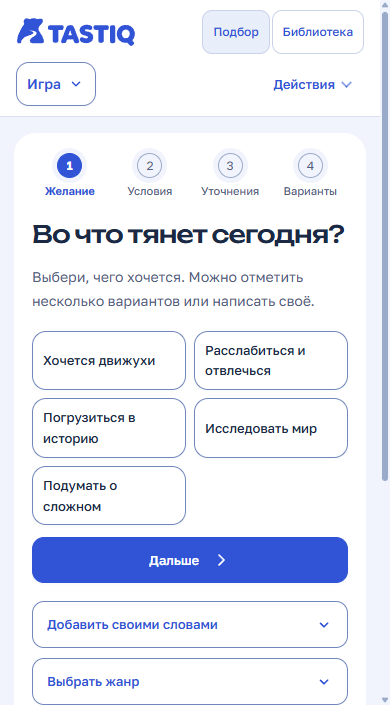 TASTIQ
Подбор
Библиотека
Игра
Действия
1
2
3
4
Желание
Условия
Уточнения
Варианты
Во что тянет сегодня?
Выбери, чего хочется. Можно отметить
несколько вариантов или написать своё.
Хочется движухи
Расслабиться и
отвлечься
Погрузиться в
историю
Исследовать мир
Подумать о
сложном
Дальше
Добавить своими словами
Выбрать жанр